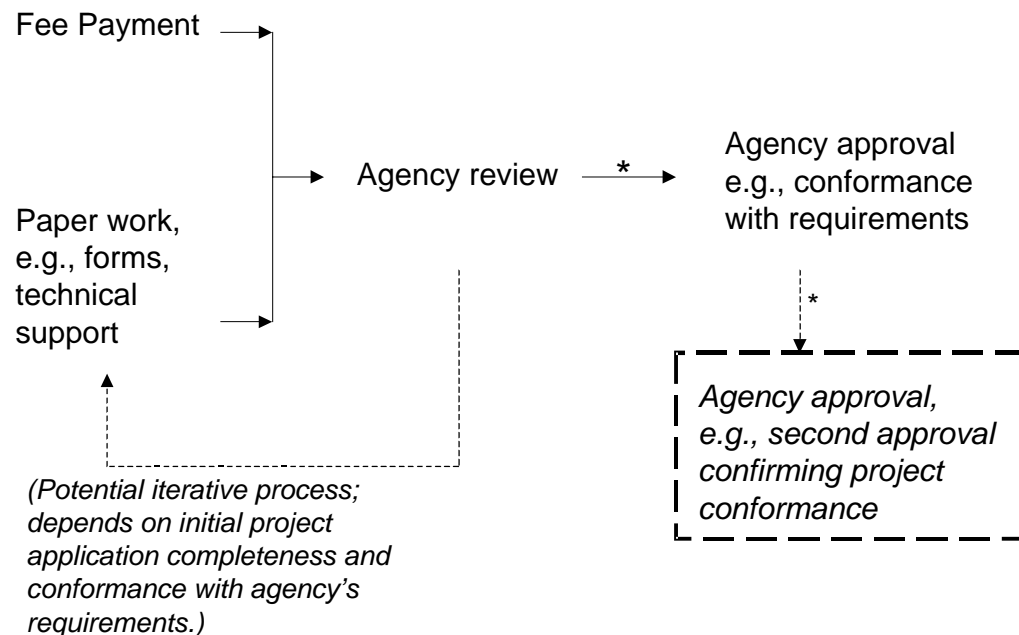 Fee Payment
Paper work,
e.g., forms,
technical
support
Agency review
*
Agency approval
e.g., conformance
with requirements
*
Agency approval,
e.g., second approval
confirming project
conformance
(Potential iterative process;
depends on initial project
application completeness and
conformance with agency’s
requirements.)